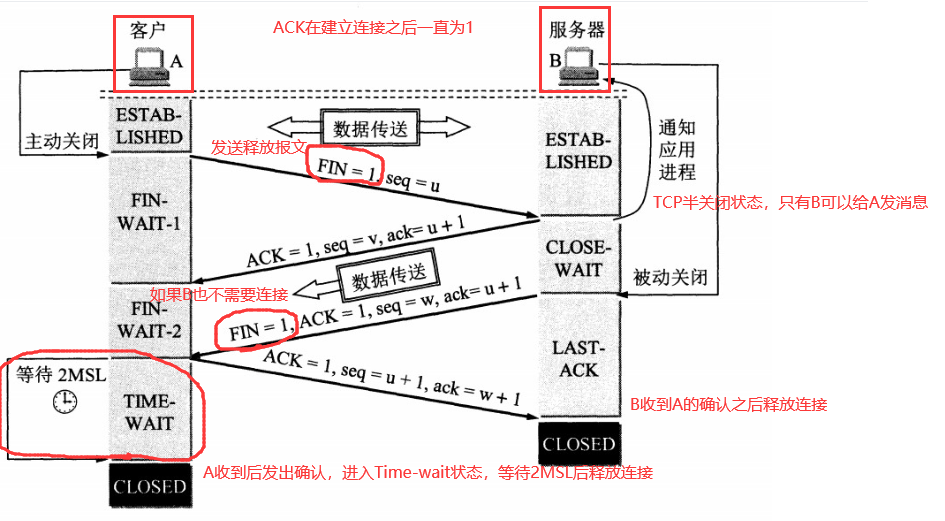 ACK在建立连接之后一直为1
客户
A
服务器
B
ESTAB-
LISHED
数据传送
ESTAB-
LISHED
通知
应用
进程
主动关闭
发送释放报文
FIN = 1, seq = u
TCP半关闭状态，只有B可以给A发消息
FIN-
WAIT-1
ACK = 1, seq = v, ack= u + 1
CLOSE-
WAIT
数据传送
被动关闭
如果B也不需要连接
FIN = 1, ACK = 1, seq = w, ack= u + 1
FIN-
WAIT-2
LAST-
ACK
等待 2MSL
ACK = 1, seq = u + 1, ack = w + 1
TIME-
WAIT
B收到A的确认之后释放连接
CLOSED
A收到后发出确认，进入Time-wait状态，等待2MSL后释放连接
CLOSED